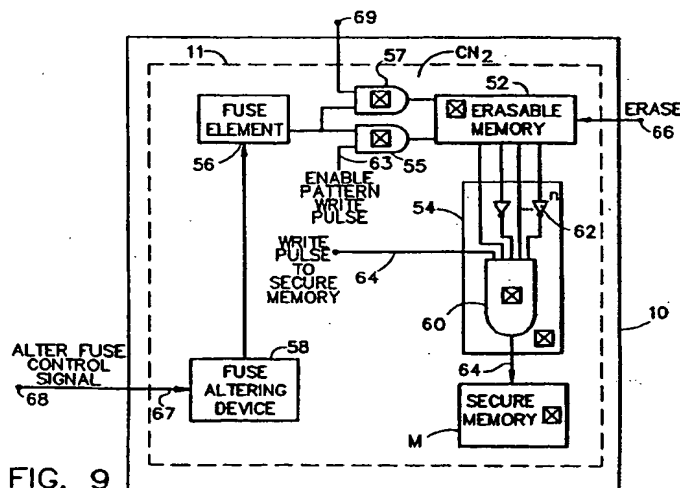 69
11
57
CN2
52
FUSE
ELEMENT
ERASABLE
MEMORY
ERASE
66
56
63
55
ENABLE
PATTERN
WRITE
PULSE
54
n
62
WRITE
PULSE
TO
SECURE
MEMORY
64
60
10
ALTER FUSE
CONTROL
SIGNAL
58
64
68
67
FUSE
ALTERING
DEVICE
SECURE
MEMORY
M
FIG. 9